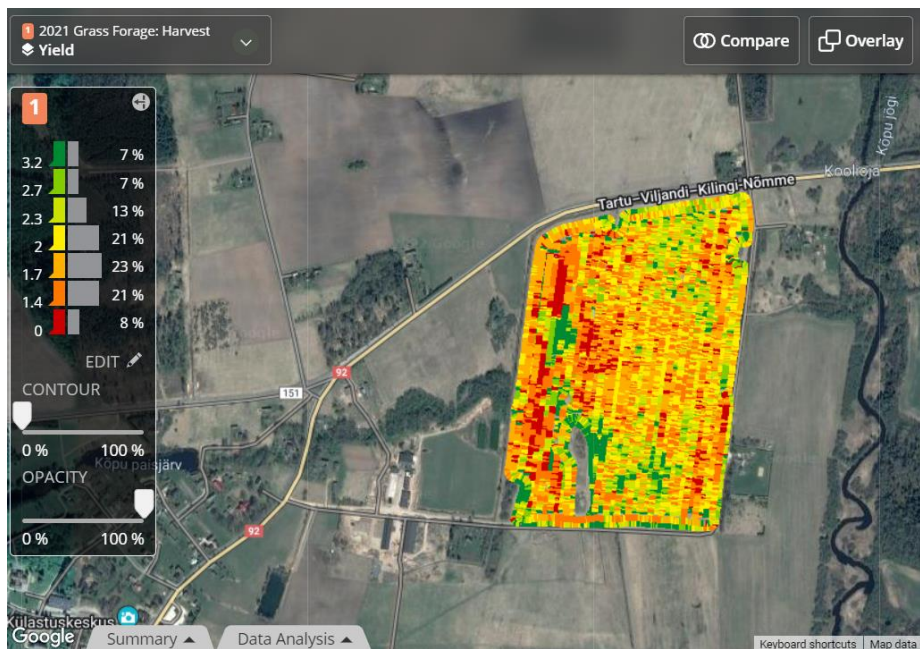 1 2021 Grass Forage: Harvest
Yield
Compare
Overlay
1
3.2 7 %
2.7 7 %
2.3 13 %
2 21 %
1.7 23 %
1.4 21 %
0 8 %
EDIT
CONTOUR
0 % 100 %
OPACITY
0 % 100 %
Tartu-Viljandi-Kilingi-Nõmme
Kooli oja
Kõpu jõgi
92
151
Kõpu paisjärv
92
Külastuskeskus
Google
Summary
Data Analysis
Keyboard shortcuts
Map data